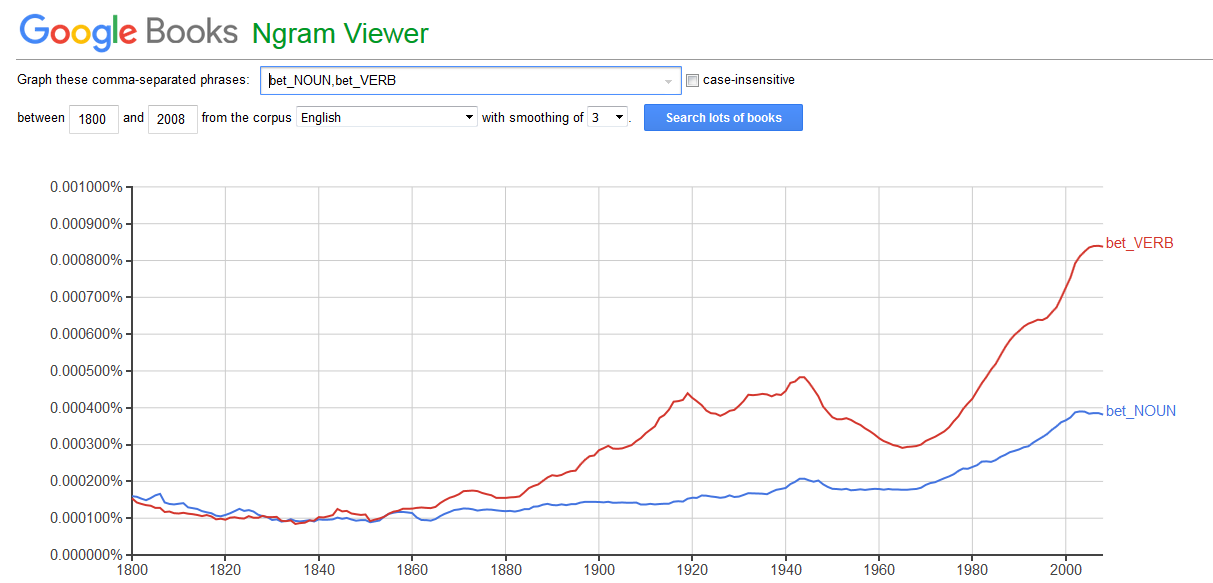 Google Books Ngram Viewer
Graph these comma-separated phrases: bet_NOUN,bet_VERB case-insensitive
between 1800 and 2008 from the corpus English with smoothing of 3 . Search lots of books
0.001000%
0.000900%
0.000800%
0.000700%
0.000600%
0.000500%
0.000400%
0.000300%
0.000200%
0.000100%
0.000000%
bet_VERB
bet_NOUN
1800 1820 1840 1860 1880 1900 1920 1940 1960 1980 2000